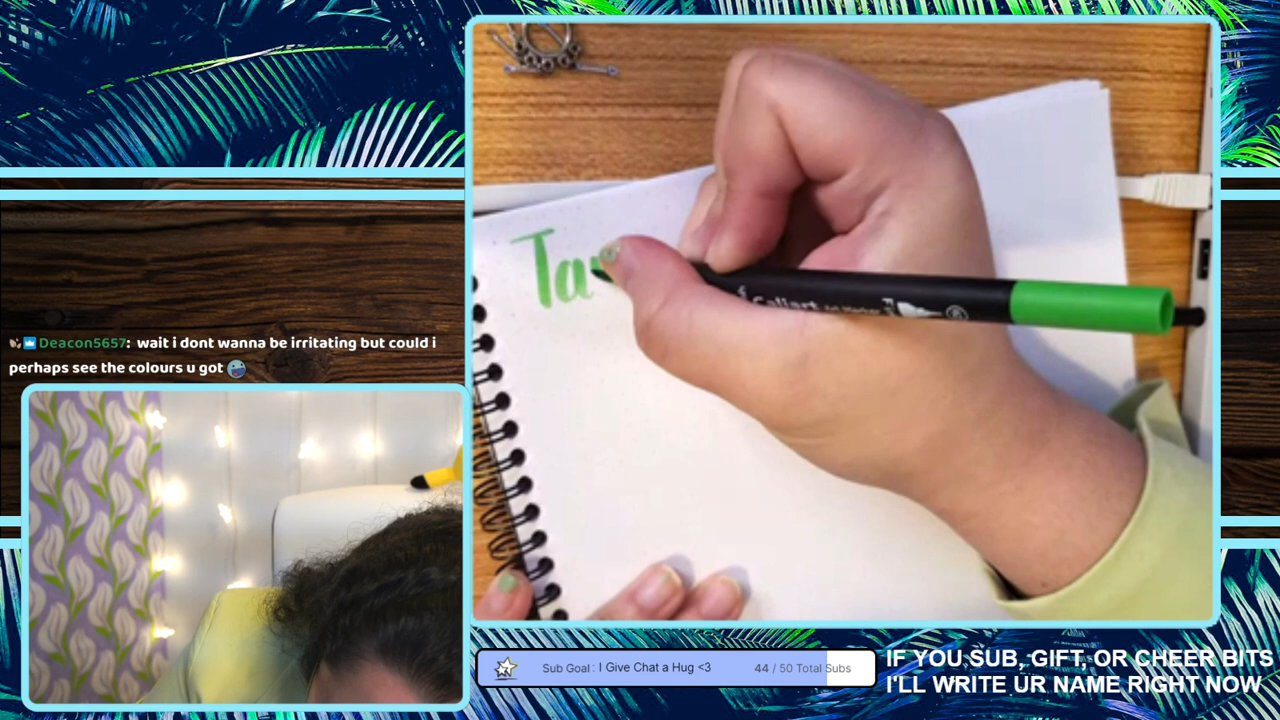 Ta
Caliart
Deacon5657: wait i dont wanna be irritating but could i
perhaps see the colours u got
Sub Goal: I Give Chat a Hug <3 44 / 50 Total Subs
IF YOU SUB, GIFT, OR CHEER BITS
I'LL WRITE UR NAME RIGHT NOW